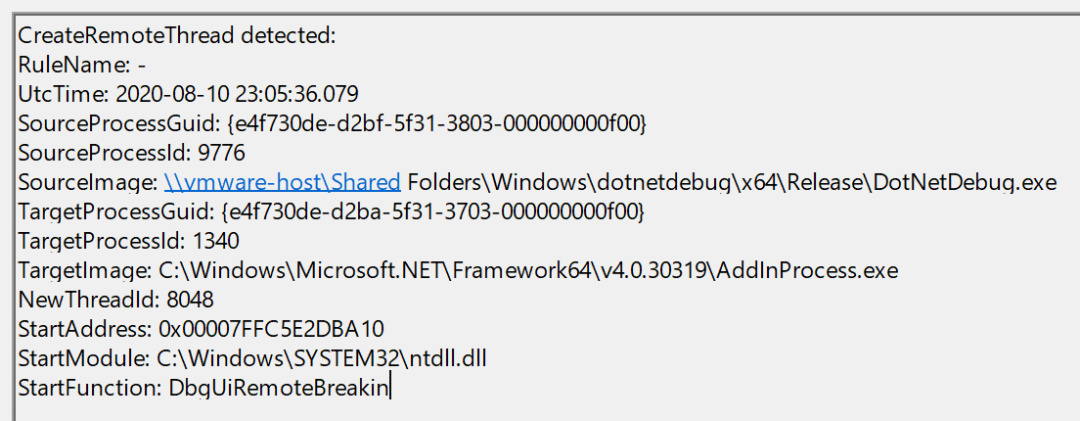 CreateRemoteThread detected:
RuleName: -
UtcTime: 2020-08-10 23:05:36.079
SourceProcessGuid: {e4f730de-d2bf-5f31-3803-000000000f00}
SourceProcessId: 9776
SourceImage: \\vmware-host\Shared Folders\Windows\dotnetdebug\x64\Release\DotNetDebug.exe
TargetProcessGuid: {e4f730de-d2ba-5f31-3703-000000000f00}
TargetProcessId: 1340
TargetImage: C:\Windows\Microsoft.NET\Framework64\v4.0.30319\AddInProcess.exe
NewThreadId: 8048
StartAddress: 0x00007FFC5E2DBA10
StartModule: C:\Windows\SYSTEM32\ntdll.dll
StartFunction: DbgUiRemoteBreakin